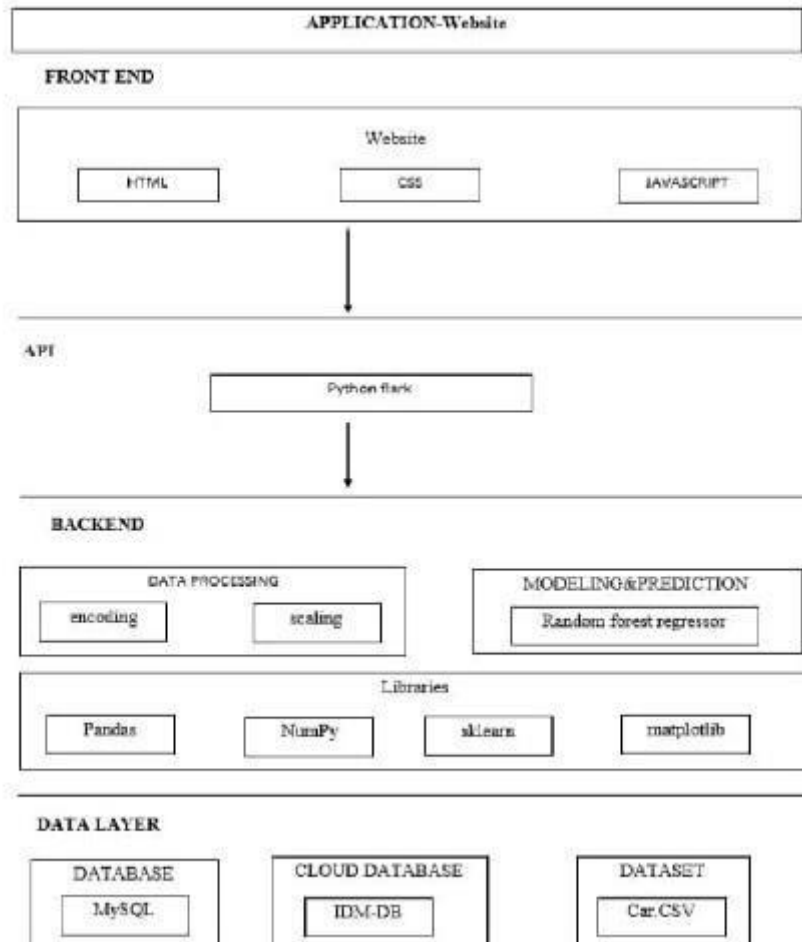 APPLICATION-Website
FRONT END
Website
HTML CSS JAVASCRIPT
API
Python flark
BACKEND
DATA PROCESSING
encoding scaling
MODELING&PREDICTION
Random forest regressor
Libraries
Pandas NumPy sklearn matplotlib
DATA LAYER
DATABASE
MySQL
CLOUD DATABASE
IDM-DB
DATASET
Car.CSV